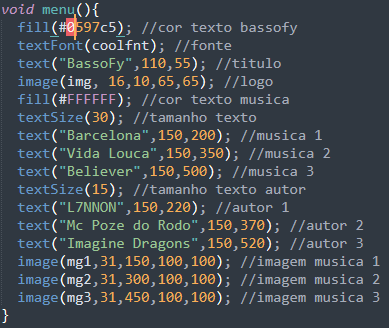 void menu(){
fill(#0597c5); //cor texto bassofy
textFont(coolfnt); //fonte
text("BassoFy",110,55); //titulo
image(img, 16,10,65,65); //logo
fill(#FFFFFF); //cor texto musica
textSize(30); //tamanho texto
text("Barcelona",150,200); //musica 1
text("Vida Louca",150,350); //musica 2
text("Believer",150,500); //musica 3
textSize(15); //tamanho texto autor
text("L7NNON",150,220); //autor 1
text("Mc Poze do Rodo",150,370); //autor 2
text("Imagine Dragons",150,520); //autor 3
image(mg1,31,150,100,100); //imagem musica 1
image(mg2,31,300,100,100); //imagem musica 2
image(mg3,31,450,100,100); //imagem musica 3
}